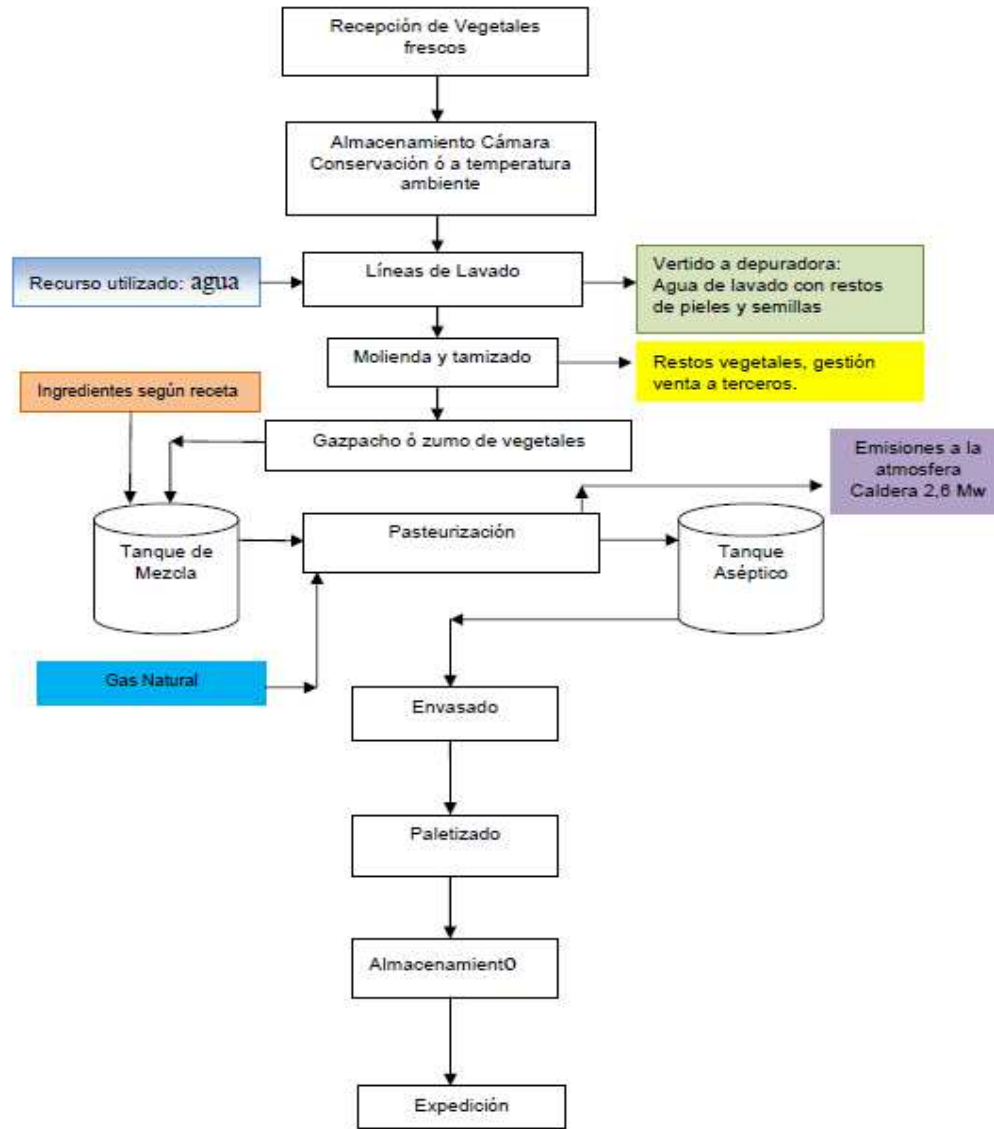 Recepción de Vegetales
frescos
Almacenamiento Cámara
Conservación ó a temperatura
ambiente
Recurso utilizado: agua
Líneas de Lavado
Vertido a depuradora:
Agua de lavado con restos
de pieles y semillas
Molienda y tamizado
Restos vegetales, gestión
venta a terceros.
Ingredientes según receta
Gazpacho ó zumo de vegetales
Emisiones a la
atmosfera
Caldera 2,6 Mw
Tanque de
Mezcla
Pasteurización
Tanque
Aséptico
Gas Natural
Envasado
Paletizado
Almacenamiento
Expedición